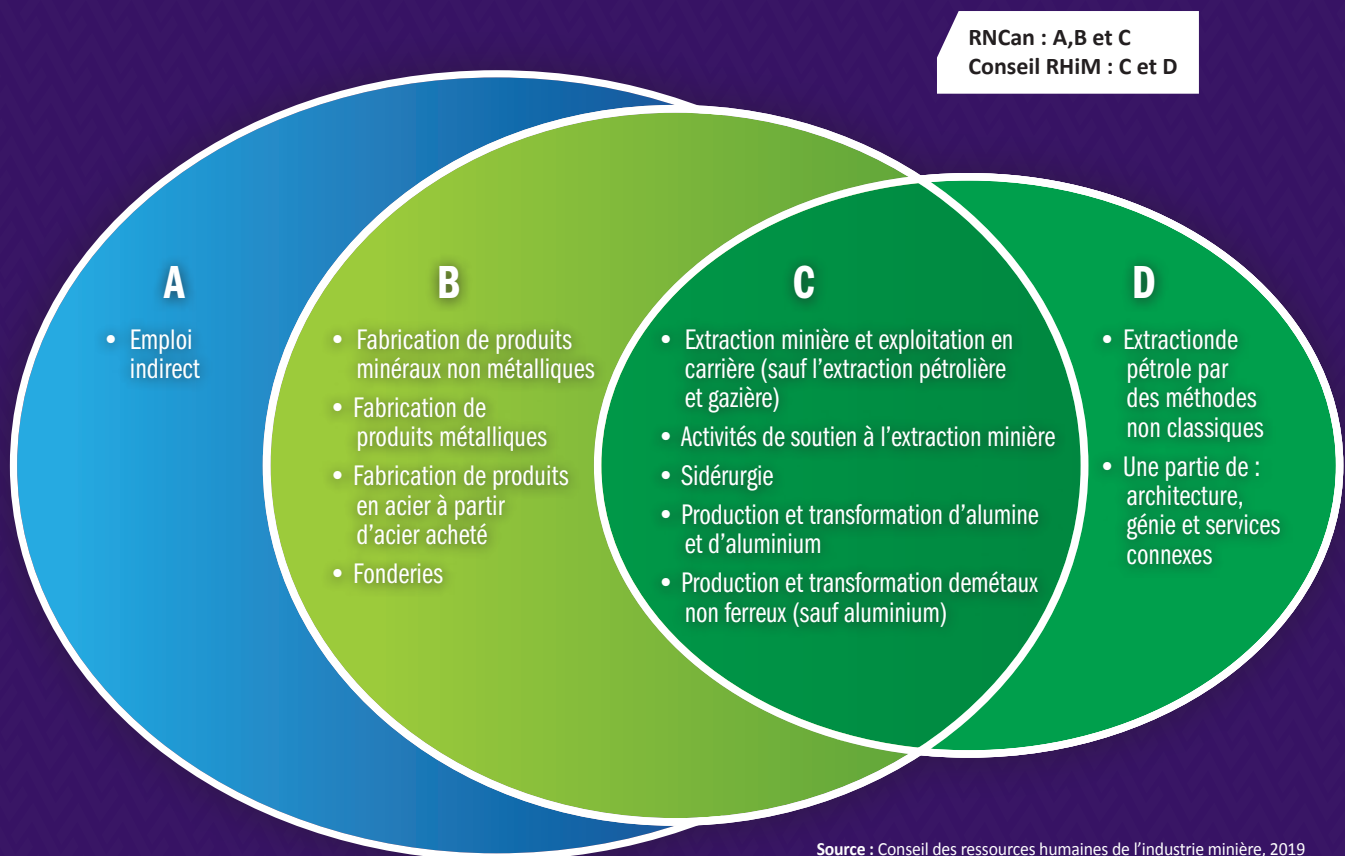 RNCan : A,B et C
Conseil RHiM : C et D
A
• Emploi
indirect
B
• Fabrication de produits
minéraux non métalliques
• Fabrication de
produits métalliques
• Fabrication de produits
en acier à partir
d'acier acheté
• Fonderies
C
• Extraction minière et exploitation en
carrière (sauf l'extraction pétrolière
et gazière)
• Activités de soutien à l'extraction minière
• Sidérurgie
• Production et transformation d'alumine
et d'aluminium
• Production et transformation demétaux
non ferreux (sauf aluminium)
D
• Extractionde
pétrole par
des méthodes
non classiques
• Une partie de :
architecture,
génie et services
connexes
Source : Conseil des ressources humaines de l'industrie minière, 2019